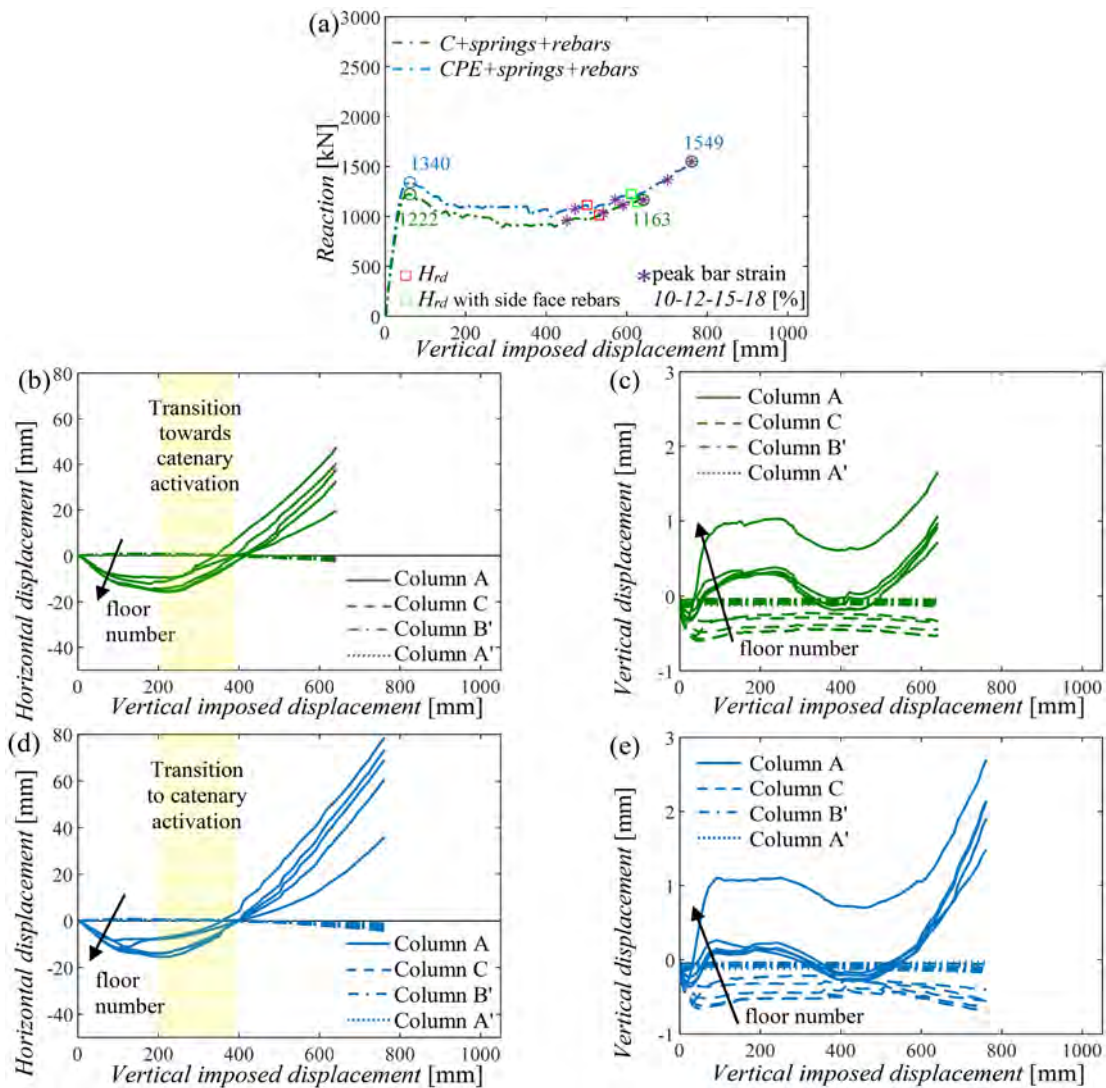 (a)
3000
2500
2000
1500
1000
500
0
Reaction [kN]
C+springs+rebars
CPE+springs+rebars
1340
1222
1549
1163
Hrd
Hrd with side face rebars
peak bar strain
10-12-15-18 [%]
0 200 400 600 800 1000
Vertical imposed displacement [mm]
(b)
80
60
40
20
0
-20
-40
Horizontal displacement [mm]
Transition
towards
catenary
activation
floor
number
Column A
Column C
Column B'
Column A'
0 200 400 600 800 1000
Vertical imposed displacement [mm]
(c)
3
2
1
0
-1
Vertical displacement [mm]
Column A
Column C
Column B'
Column A'
floor number
0 200 400 600 800 1000
Vertical imposed displacement [mm]
(d)
80
60
40
20
0
-20
-40
Horizontal displacement [mm]
Transition
to catenary
activation
floor
number
Column A
Column C
Column B'
Column A'
0 200 400 600 800 1000
Vertical imposed displacement [mm]
(e)
3
2
1
0
-1
Vertical displacement [mm]
Column A
Column C
Column B'
Column A'
floor number
0 200 400 600 800 1000
Vertical imposed displacement [mm]